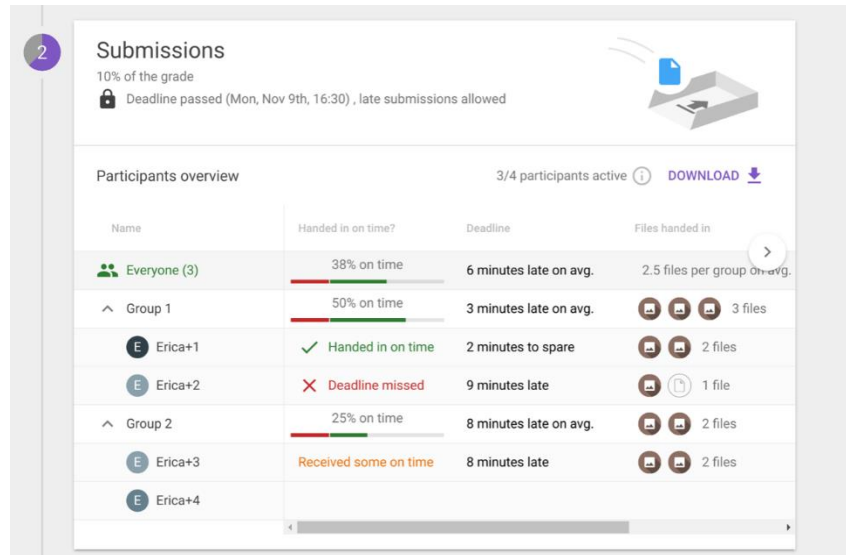 2
Submissions
10% of the grade
Deadline passed (Mon, Nov 9th, 16:30) , late submissions allowed
Participants overview
3/4 participants active i DOWNLOAD
Name Handed in on time? Deadline Files handed in
Everyone (3) 38% on time 6 minutes late on avg. 2.5 files per group on avg.
Group 1 50% on time 3 minutes late on avg. 3 files
E Erica+1 Handed in on time 2 minutes to spare 2 files
E Erica+2 Deadline missed 9 minutes late 1 file
Group 2 25% on time 8 minutes late on avg. 2 files
E Erica+3 Received some on time 8 minutes late 2 files
E Erica+4